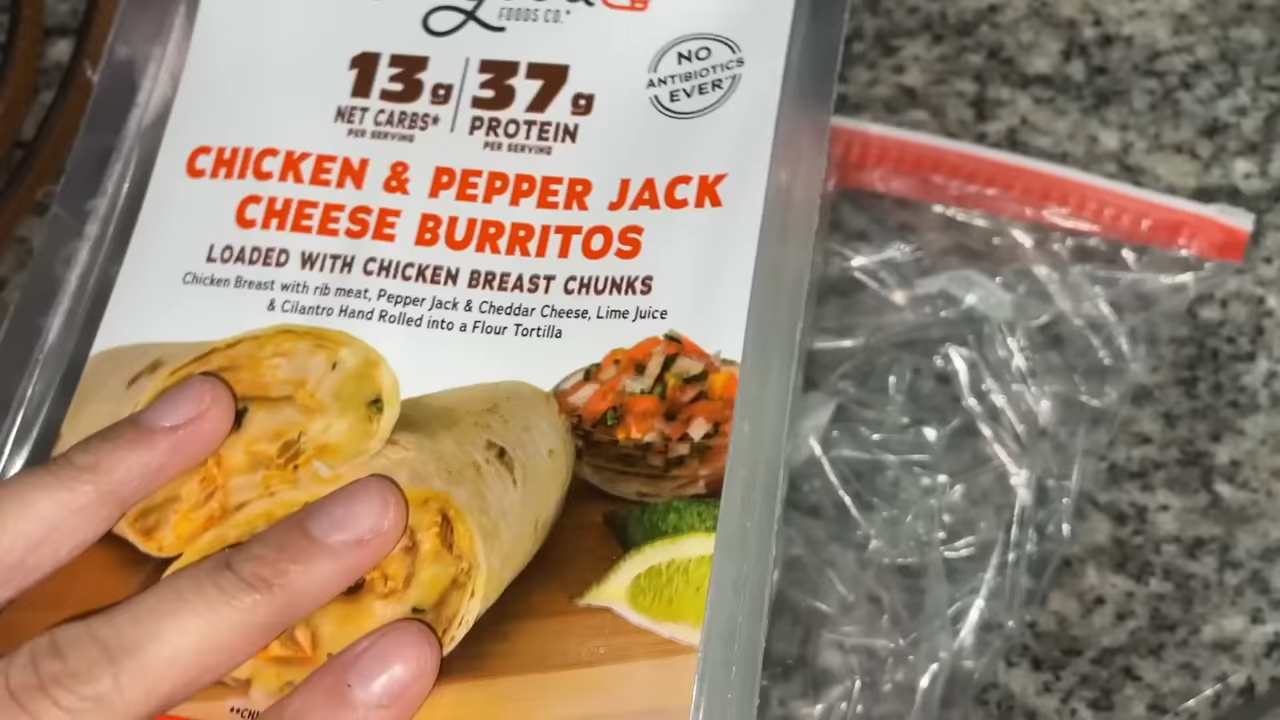 FOODS CO.
13g 37g
NET CARBS* PROTEIN
PER SERVING PER SERVING
NO
ANTIBIOTICS
EVER
CHICKEN & PEPPER JACK
CHEESE BURRITOS
LOADED WITH CHICKEN BREAST CHUNKS
Chicken Breast with rib meat, Pepper Jack & Cheddar Cheese, Lime Juice
& Cilantro Hand Rolled into a Flour Tortilla